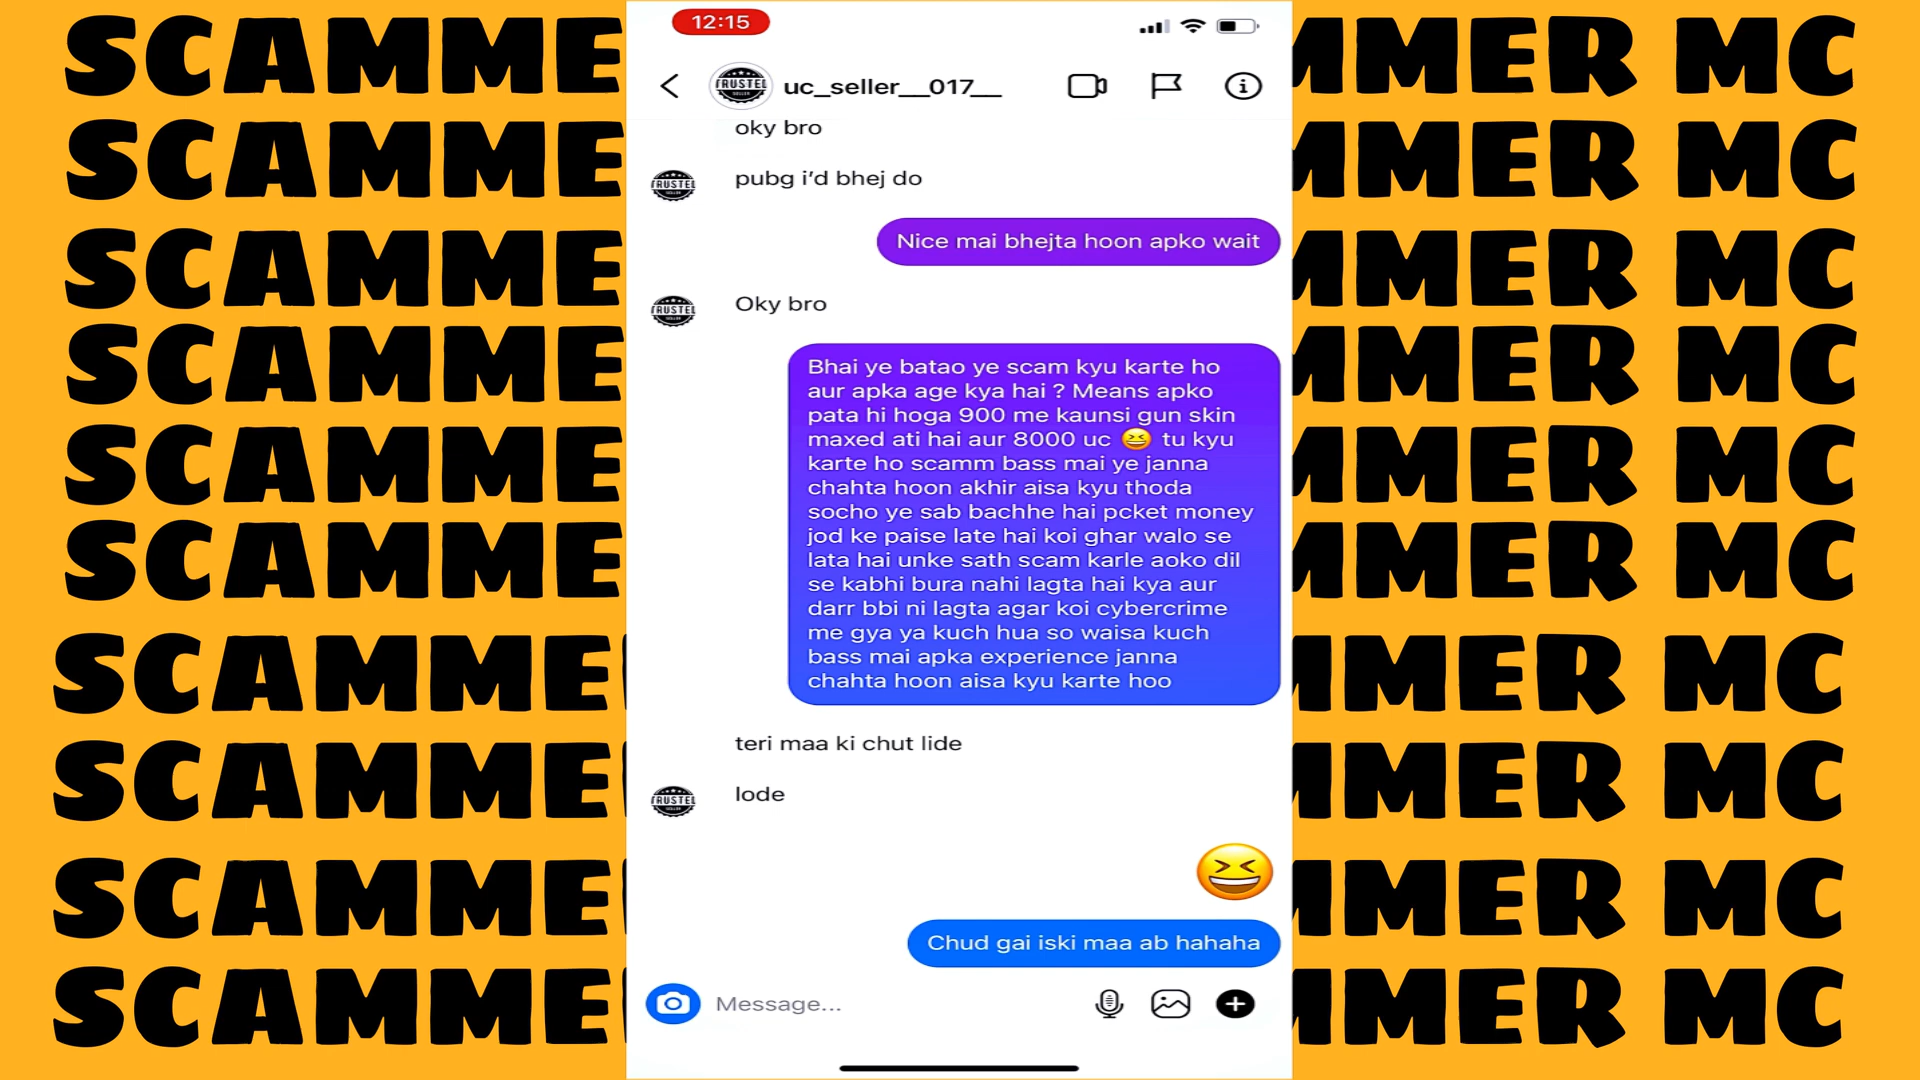 SCAMME
MMER MC
SCAMME
MMER MC
SCAMME
MMER MC
SCAMME
MMER MC
SCAMME
MMER MC
SCAMME
MMER MC
SCAMME
MMER MC
SCAMME
MMER MC
SCAMME
MMER MC
SCAMME
MMER MC
12:15
TRUSTED
SELLER
uc_seller__017__
oky bro
pubg i'd bhej do
Nice mai bhejta hoon apko wait
Oky bro
Bhai ye batao ye scam kyu karte ho
aur apka age kya hai ? Means apko
pata hi hoga 900 me kaunsi gun skin
maxed ati hai aur 8000 uc 😆 tu kyu
karte ho scamm bass mai ye janna
chahta hoon akhir aisa kyu thoda
socho ye sab bachhe hai pcket money
jod ke paise late hai koi ghar walo se
lata hai unke sath scam karle aoko dil
se kabhi bura nahi lagta hai kya aur
darr bbi ni lagta agar koi cybercrime
me gya ya kuch hua so waisa kuch
bass mai apka experience janna
chahta hoon aisa kyu karte hoo
teri maa ki chut lide
lode
😆
Chud gai iski maa ab hahaha
Message...